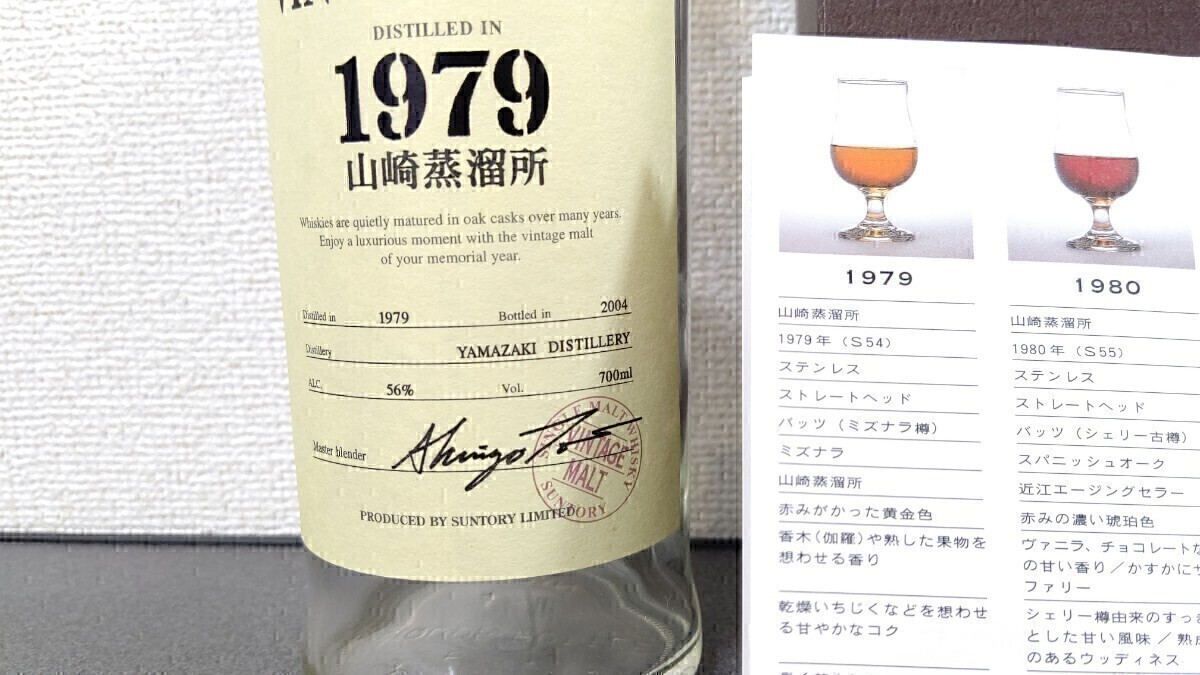 DISTILLED IN
1979
山崎蒸溜所
Whiskies are quietly matured in oak casks over many years.
Enjoy a luxurious moment with the vintage malt
of your memorial year.
Distilled in 1979 Bottled in 2004
Distillery YAMAZAKI DISTILLERY
ALC. 56% Vol. 700ml
Master blender
SINGLE MALT WHISKY
VINTAGE
MALT
SUNTORY
PRODUCED BY SUNTORY LIMITED
1979
山崎蒸溜所
1979年（S54）
ステンレス
ストレートヘッド
バッツ（ミズナラ樽）
ミズナラ
山崎蒸溜所
赤みがかった黄金色
香木（伽羅）や熟した果物を
想わせる香り
乾燥いちじくなどを想わせ
る甘やかなコク
1980
山崎蒸溜所
1980年（S55）
ステンレス
ストレートヘッド
バッツ（シェリー古樽）
スパニッシュオーク
近江エージングセラー
赤みの濃い琥珀色
ヴァニラ、チョコレートな
の甘い香り／かすかにサ
ファリー
シェリー樽由来のすっき
とした甘い風味／熟成
のあるウッディネス